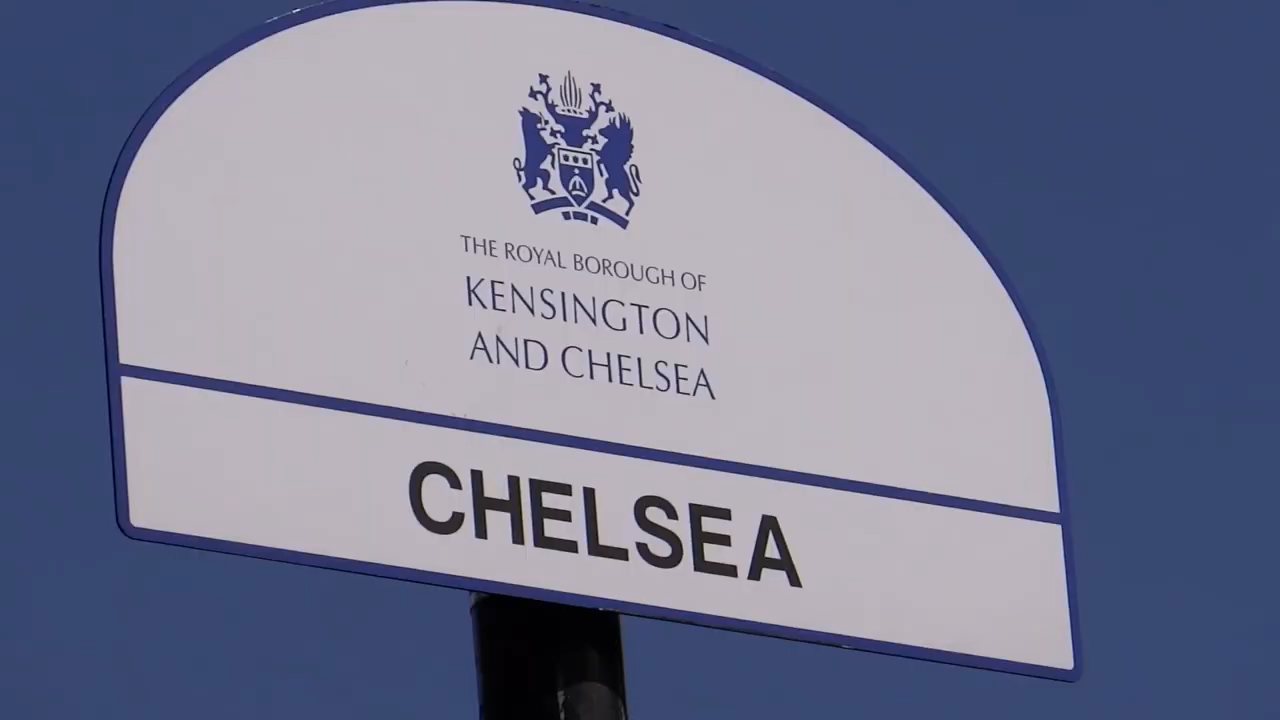 THE ROYAL BOROUGH OF
KENSINGTON
AND CHELSEA
CHELSEA